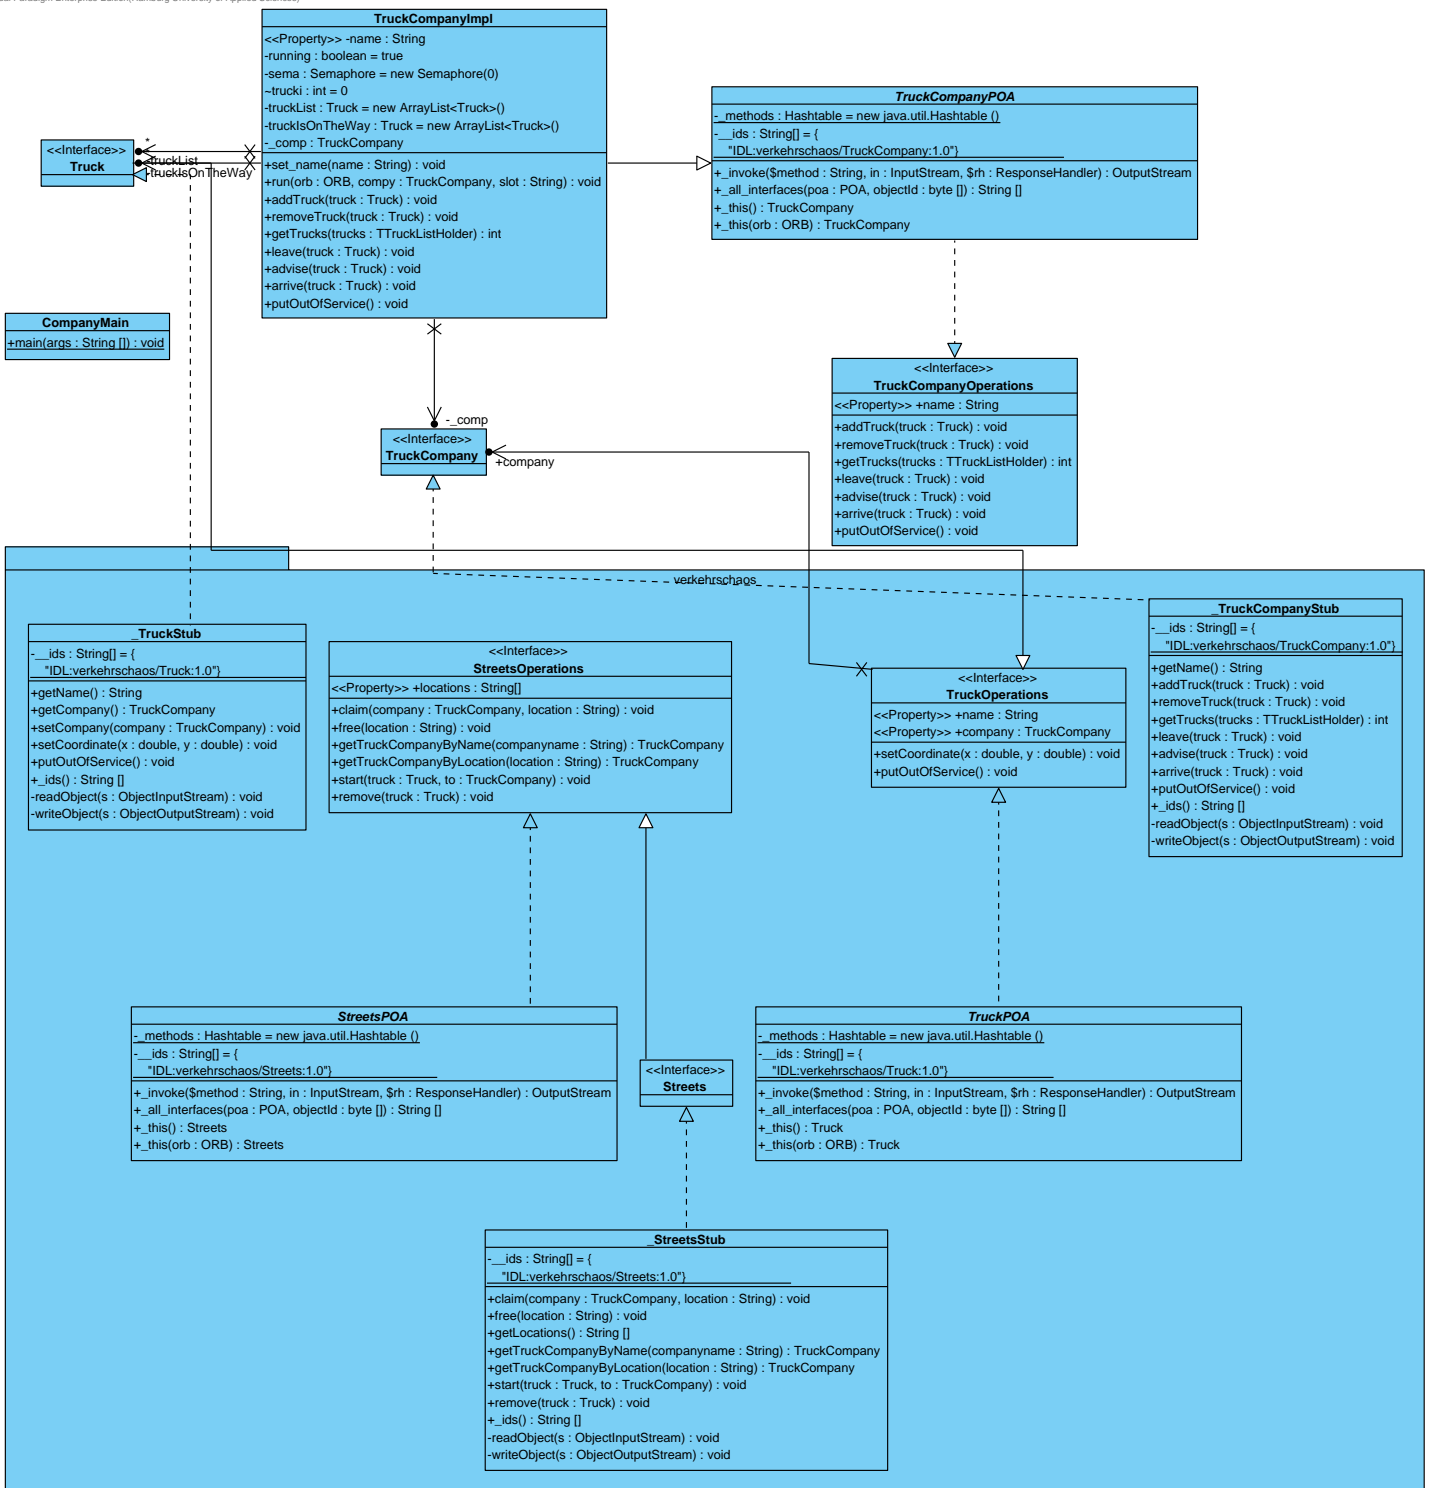 TruckCompanyImpl
<<Property>> -name : String
-running : boolean = true
-sema : Semaphore = new Semaphore(0)
~trucki : int = 0
-truckList : Truck = new ArrayList<Truck>()
-truckIsOnTheWay : Truck = new ArrayList<Truck>()
-_comp : TruckCompany
+set_name(name : String) : void
+run(orb : ORB, compy : TruckCompany, slot : String) : void
+addTruck(truck : Truck) : void
+removeTruck(truck : Truck) : void
+getTrucks(trucks : TTruckListHolder) : int
+leave(truck : Truck) : void
+advise(truck : Truck) : void
+arrive(truck : Truck) : void
+putOutOfService() : void
TruckCompanyPOA
-_methods : Hashtable = new java.util.Hashtable ()
-__ids : String[] = {
"IDL:verkehrschaos/TruckCompany:1.0"}
+_invoke($method : String, in : InputStream, $rh : ResponseHandler) : OutputStream
+_all_interfaces(poa : POA, objectId : byte []) : String []
+_this() : TruckCompany
+_this(orb : ORB) : TruckCompany
<<Interface>>
Truck
*
-truckList
-truckIsOnTheWay
CompanyMain
+main(args : String []) : void
<<Interface>>
TruckCompanyOperations
<<Property>> +name : String
+addTruck(truck : Truck) : void
+removeTruck(truck : Truck) : void
+getTrucks(trucks : TTruckListHolder) : int
+leave(truck : Truck) : void
+advise(truck : Truck) : void
+arrive(truck : Truck) : void
+putOutOfService() : void
-_comp
<<Interface>>
TruckCompany
+company
verkehrschaos
_TruckStub
-__ids : String[] = {
"IDL:verkehrschaos/Truck:1.0"}
+getName() : String
+getCompany() : TruckCompany
+setCompany(company : TruckCompany) : void
+setCoordinate(x : double, y : double) : void
+putOutOfService() : void
+_ids() : String []
-readObject(s : ObjectInputStream) : void
-writeObject(s : ObjectOutputStream) : void
<<Interface>>
StreetsOperations
<<Property>> +locations : String[]
+claim(company : TruckCompany, location : String) : void
+free(location : String) : void
+getTruckCompanyByName(companyname : String) : TruckCompany
+getTruckCompanyByLocation(location : String) : TruckCompany
+start(truck : Truck, to : TruckCompany) : void
+remove(truck : Truck) : void
<<Interface>>
TruckOperations
<<Property>> +name : String
<<Property>> +company : TruckCompany
+setCoordinate(x : double, y : double) : void
+putOutOfService() : void
_TruckCompanyStub
-__ids : String[] = {
"IDL:verkehrschaos/TruckCompany:1.0"}
+getName() : String
+addTruck(truck : Truck) : void
+removeTruck(truck : Truck) : void
+getTrucks(trucks : TTruckListHolder) : int
+leave(truck : Truck) : void
+advise(truck : Truck) : void
+arrive(truck : Truck) : void
+putOutOfService() : void
+_ids() : String []
-readObject(s : ObjectInputStream) : void
-writeObject(s : ObjectOutputStream) : void
StreetsPOA
-_methods : Hashtable = new java.util.Hashtable ()
-__ids : String[] = {
"IDL:verkehrschaos/Streets:1.0"}
+_invoke($method : String, in : InputStream, $rh : ResponseHandler) : OutputStream
+_all_interfaces(poa : POA, objectId : byte []) : String []
+_this() : Streets
+_this(orb : ORB) : Streets
<<Interface>>
Streets
TruckPOA
-_methods : Hashtable = new java.util.Hashtable ()
-__ids : String[] = {
"IDL:verkehrschaos/Truck:1.0"}
+_invoke($method : String, in : InputStream, $rh : ResponseHandler) : OutputStream
+_all_interfaces(poa : POA, objectId : byte []) : String []
+_this() : Truck
+_this(orb : ORB) : Truck
_StreetsStub
-__ids : String[] = {
"IDL:verkehrschaos/Streets:1.0"}
+claim(company : TruckCompany, location : String) : void
+free(location : String) : void
+getLocations() : String []
+getTruckCompanyByName(companyname : String) : TruckCompany
+getTruckCompanyByLocation(location : String) : TruckCompany
+start(truck : Truck, to : TruckCompany) : void
+remove(truck : Truck) : void
+_ids() : String []
-readObject(s : ObjectInputStream) : void
-writeObject(s : ObjectOutputStream) : void